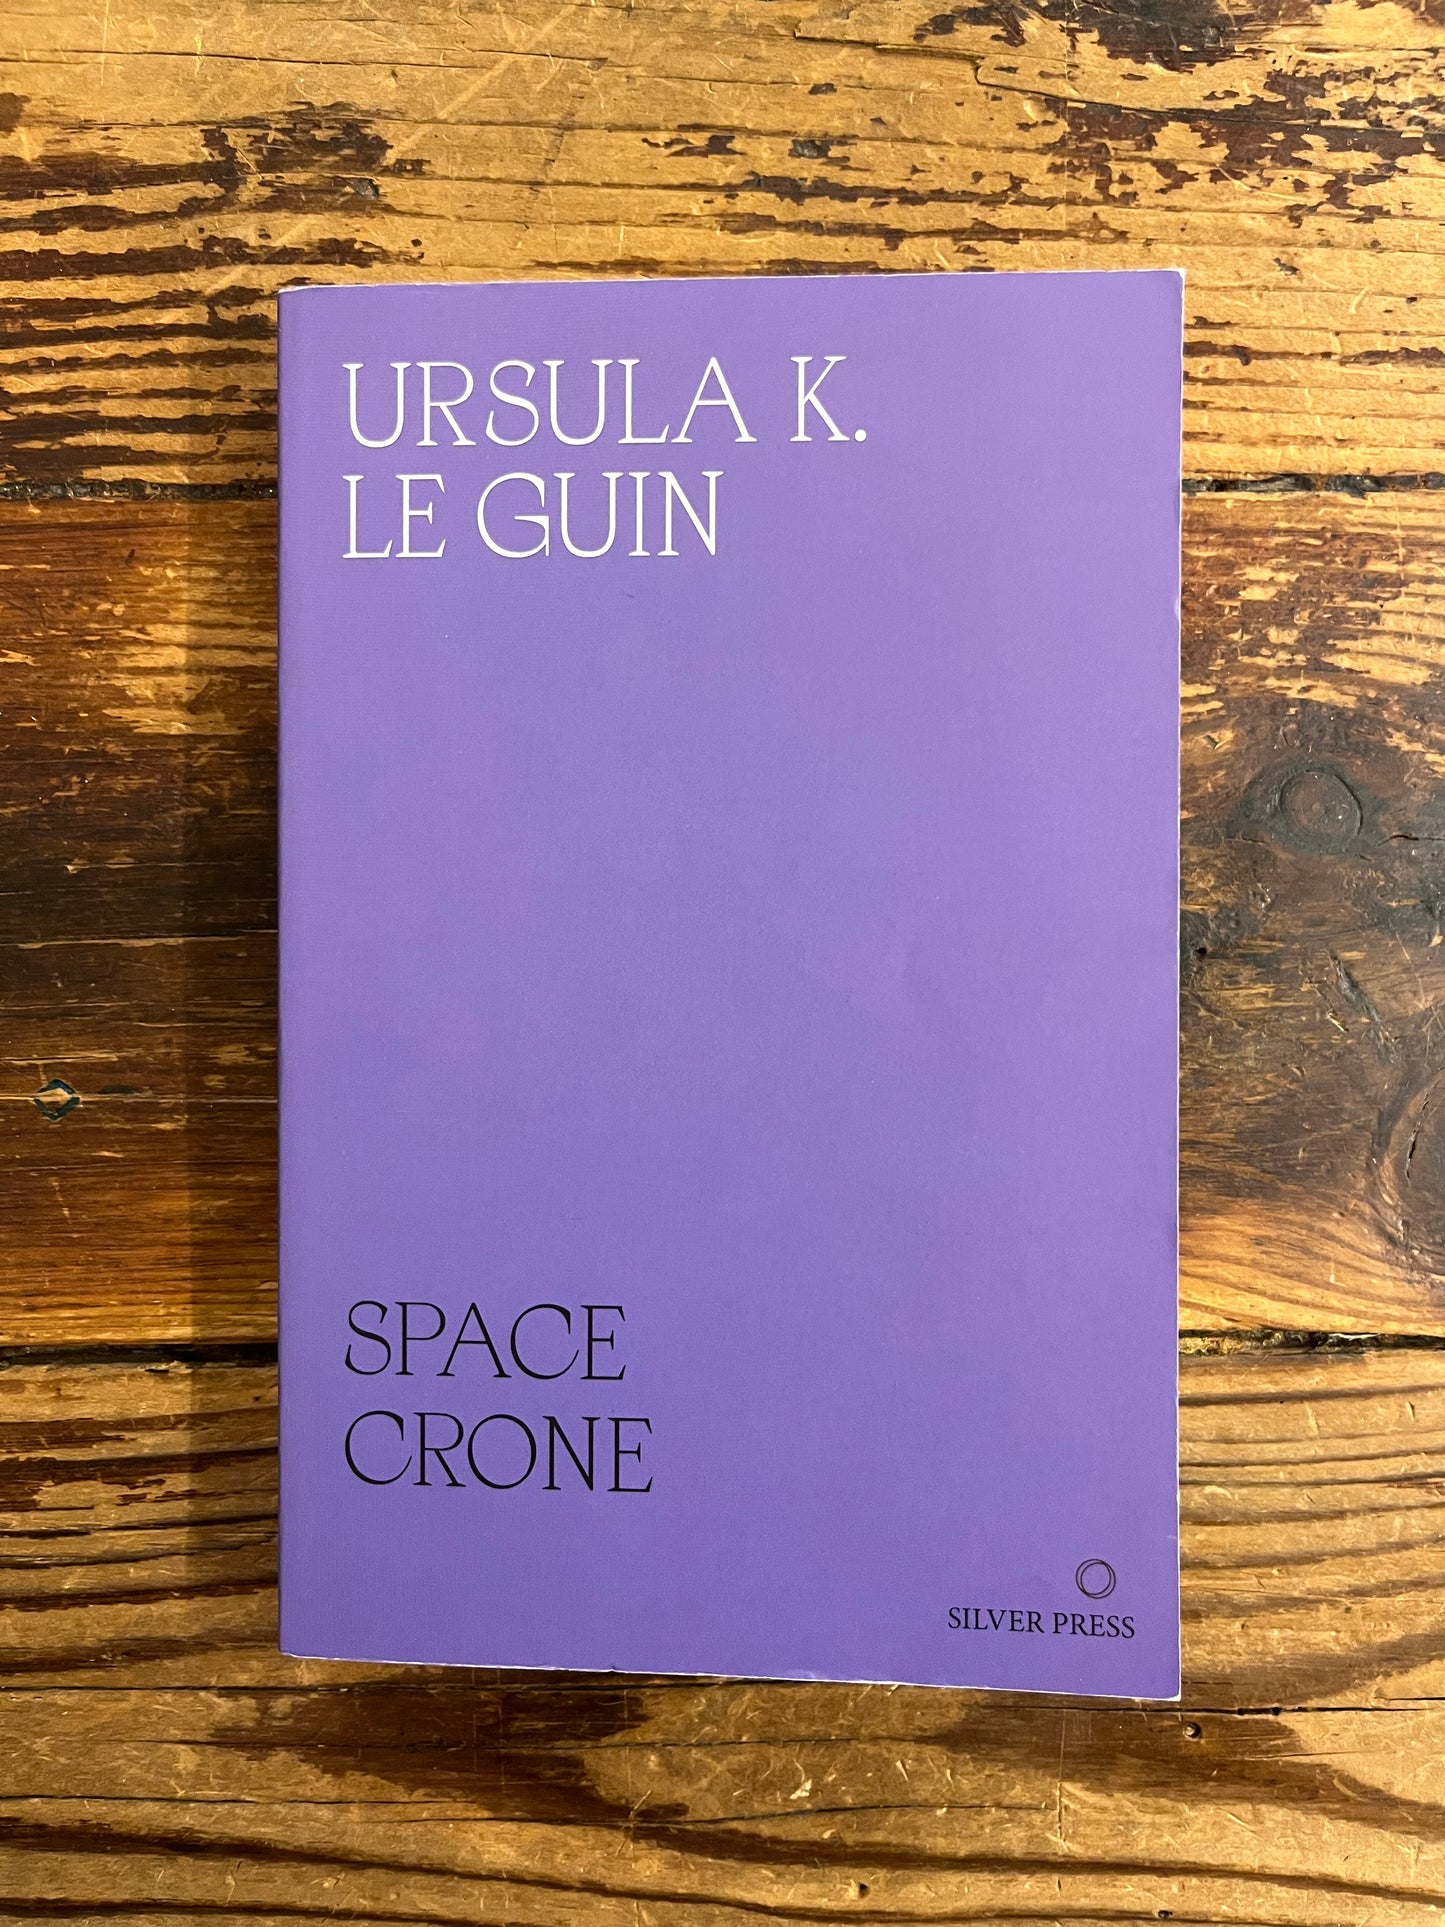 URSULA K.
LE GUIN
SPACE
CRONE
SILVER PRESS